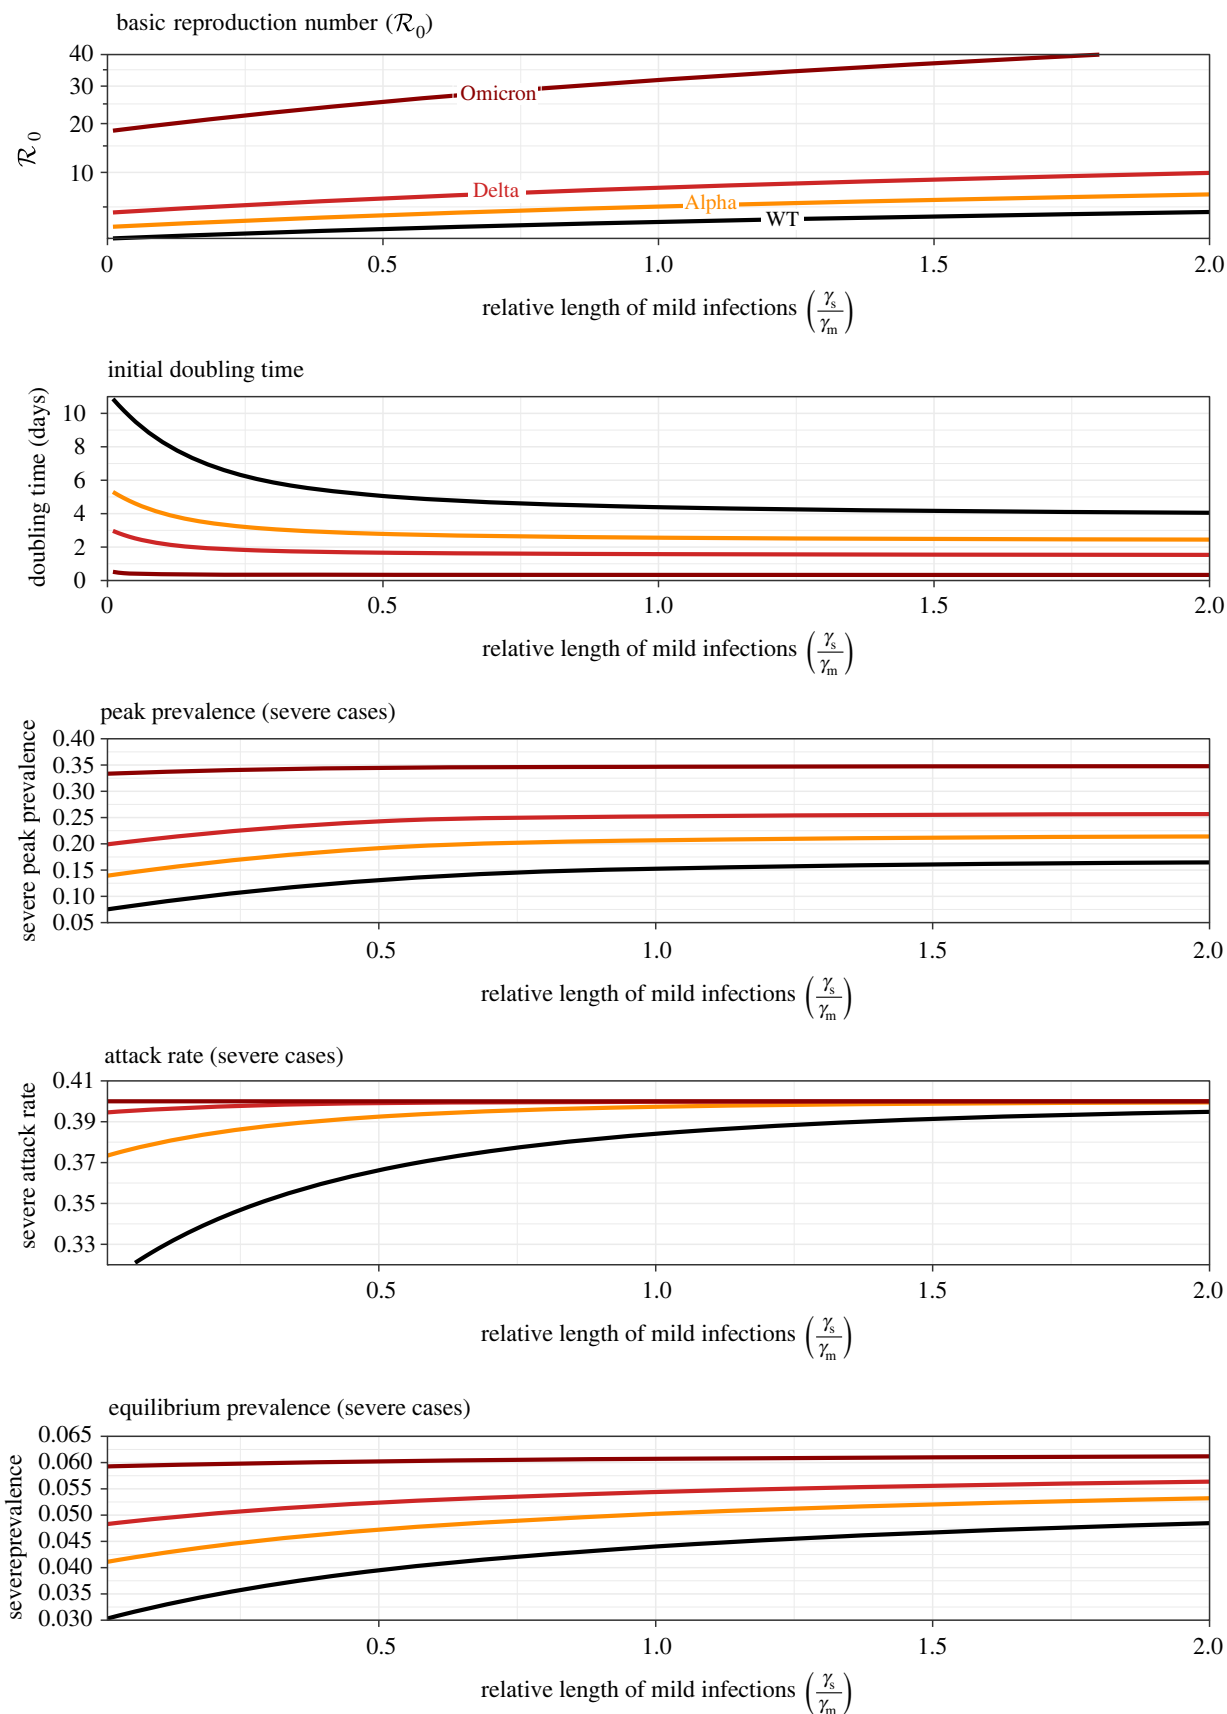 basic reproduction number (ℛ0)
ℛ0
40
30
20
10
Omicron
Delta
Alpha
WT
0 0.5 1.0 1.5 2.0
relative length of mild infections (γs/γm)
initial doubling time
doubling time (days)
10
8
6
4
2
0
0 0.5 1.0 1.5 2.0
relative length of mild infections (γs/γm)
peak prevalence (severe cases)
severe peak prevalence
0.40
0.35
0.30
0.25
0.20
0.15
0.10
0.05
0.5 1.0 1.5 2.0
relative length of mild infections (γs/γm)
attack rate (severe cases)
severe attack rate
0.41
0.39
0.37
0.35
0.33
0.5 1.0 1.5 2.0
relative length of mild infections (γs/γm)
equilibrium prevalence (severe cases)
severeprevalence
0.065
0.060
0.055
0.050
0.045
0.040
0.035
0.030
0.5 1.0 1.5 2.0
relative length of mild infections (γs/γm)